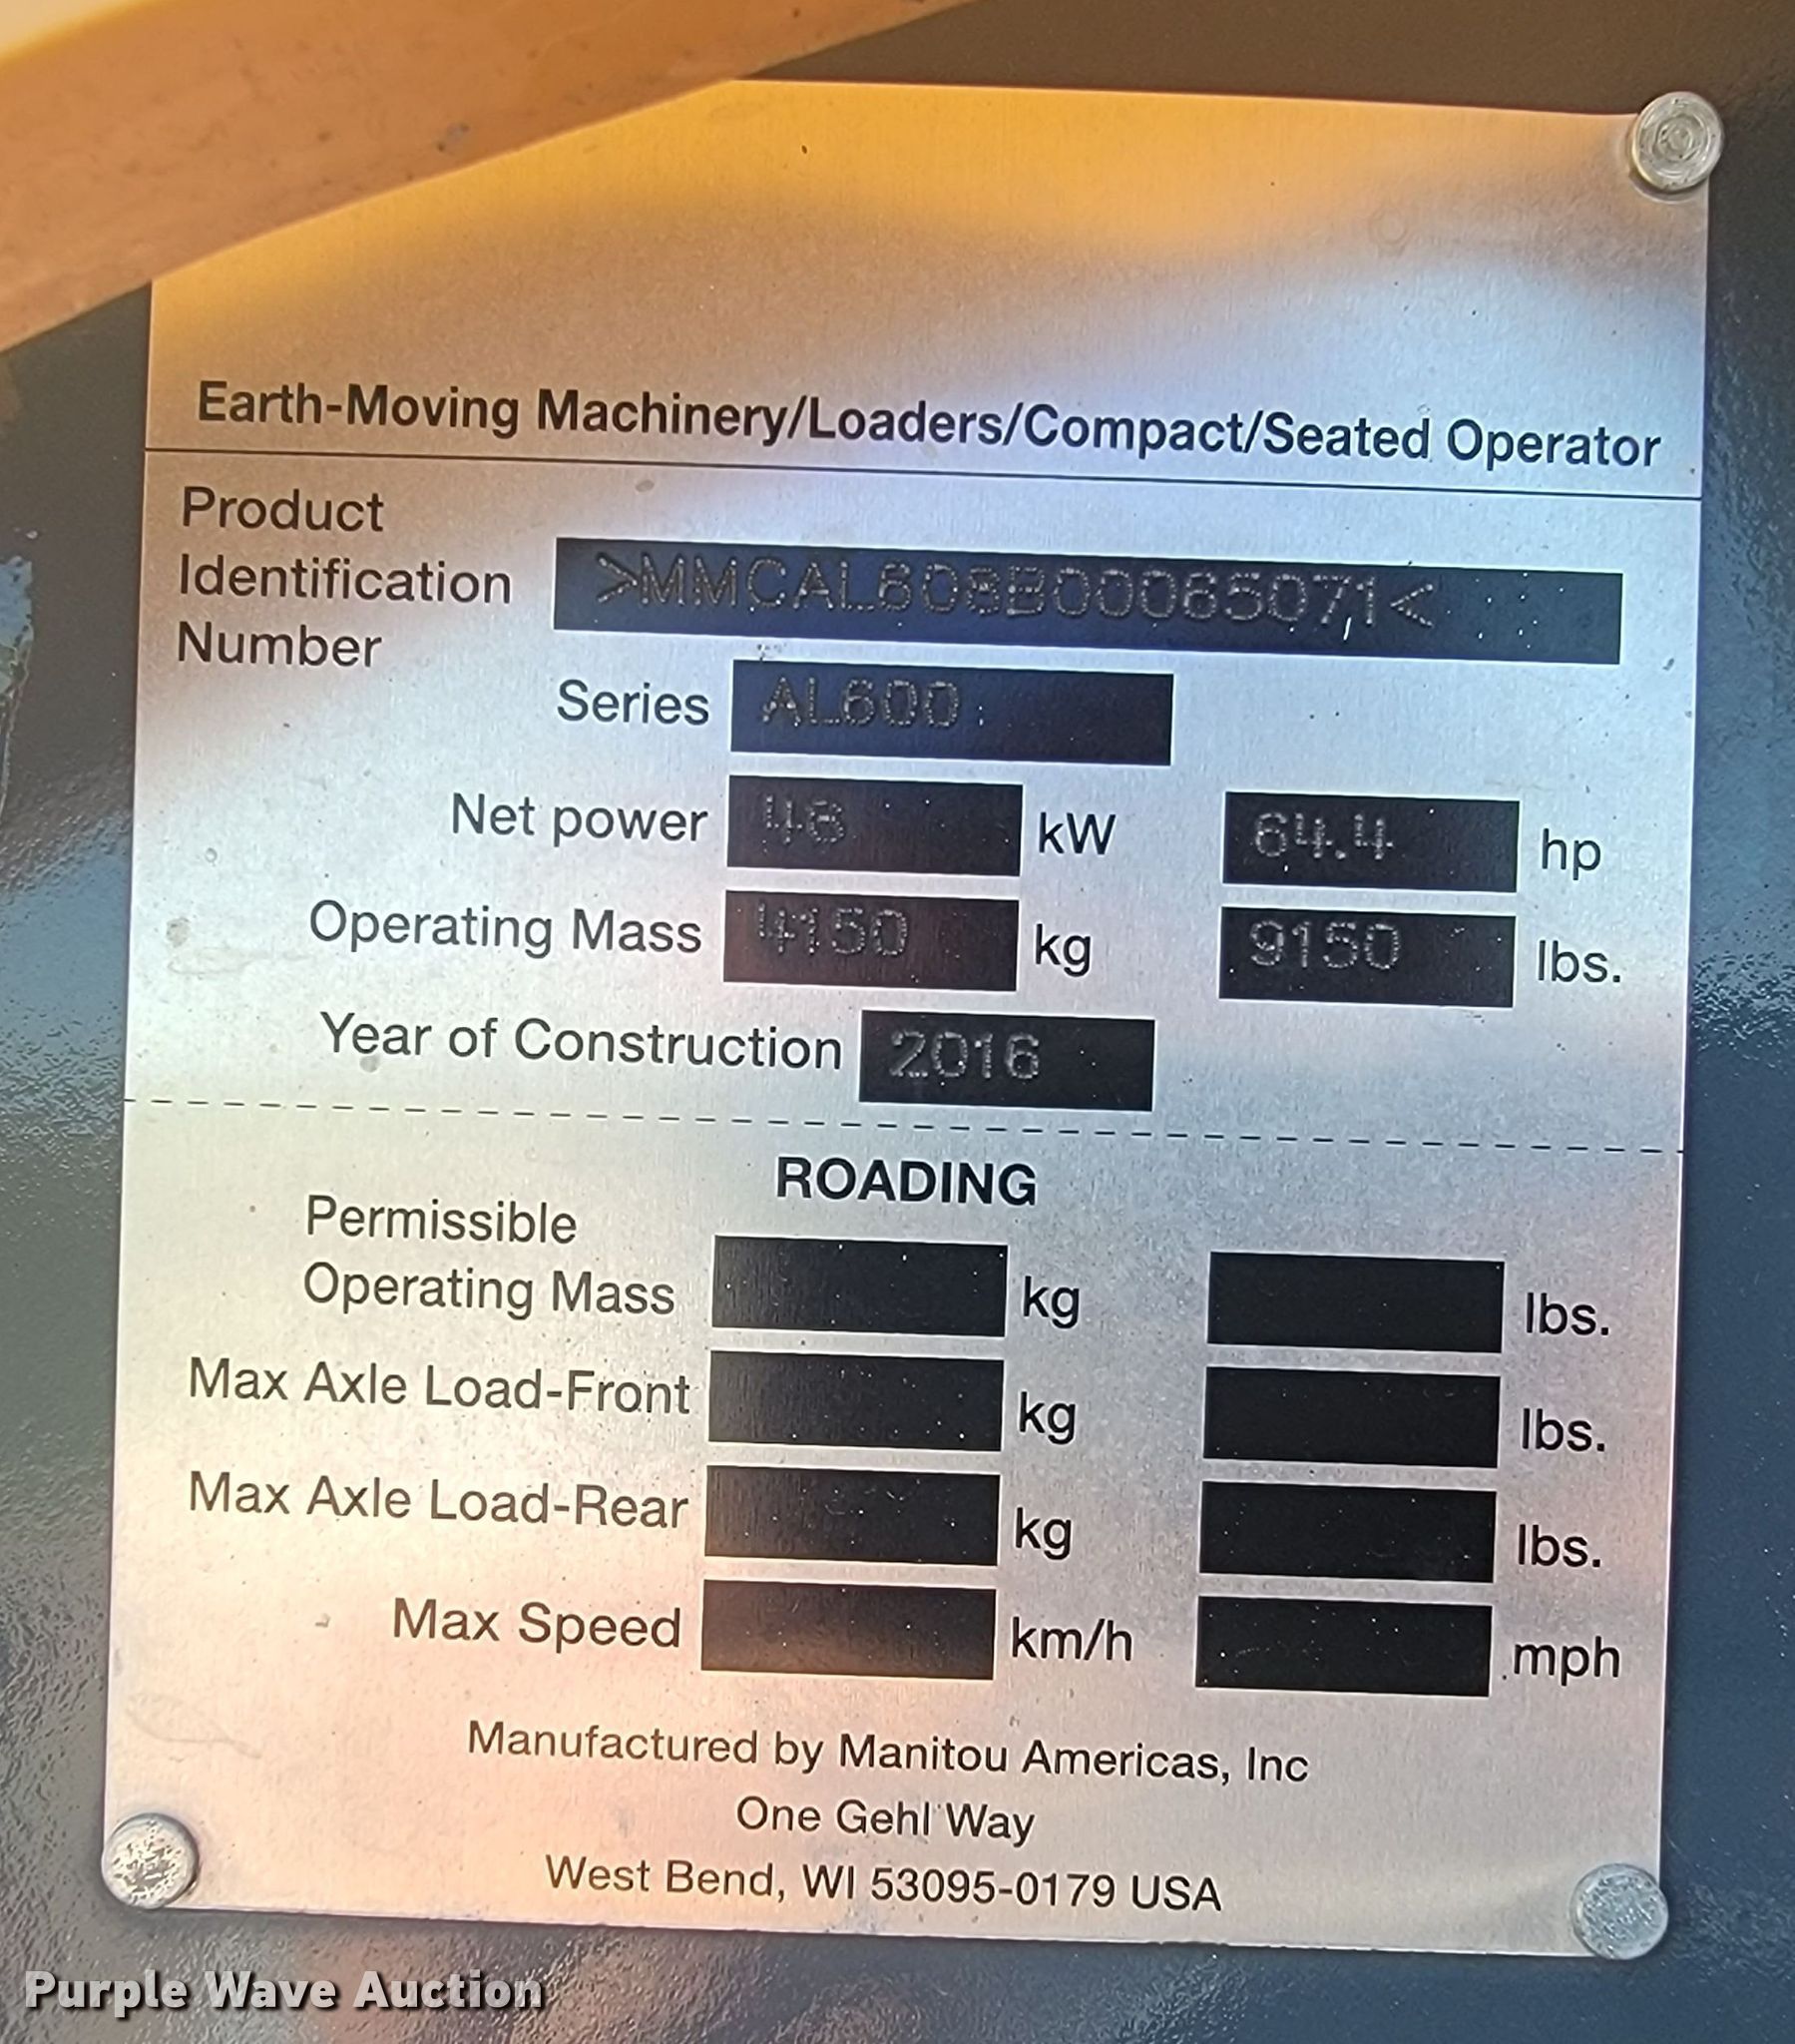 Earth-Moving Machinery/Loaders/Compact/Seated Operator
Product
Identification
Number
>MMCAL608B00065071<
Series AL600
Net power 48 kW 64.4 hp
Operating Mass 4150 kg 9150 lbs.
Year of Construction 2016
ROADING
Permissible
Operating Mass kg lbs.
Max Axle Load-Front kg lbs.
Max Axle Load-Rear kg lbs.
Max Speed km/h mph
Manufactured by Manitou Americas, Inc
One Gehl Way
West Bend, WI 53095-0179 USA
Purple Wave Auction